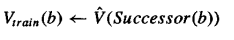 V_train(b) ← V̂(Successor(b))